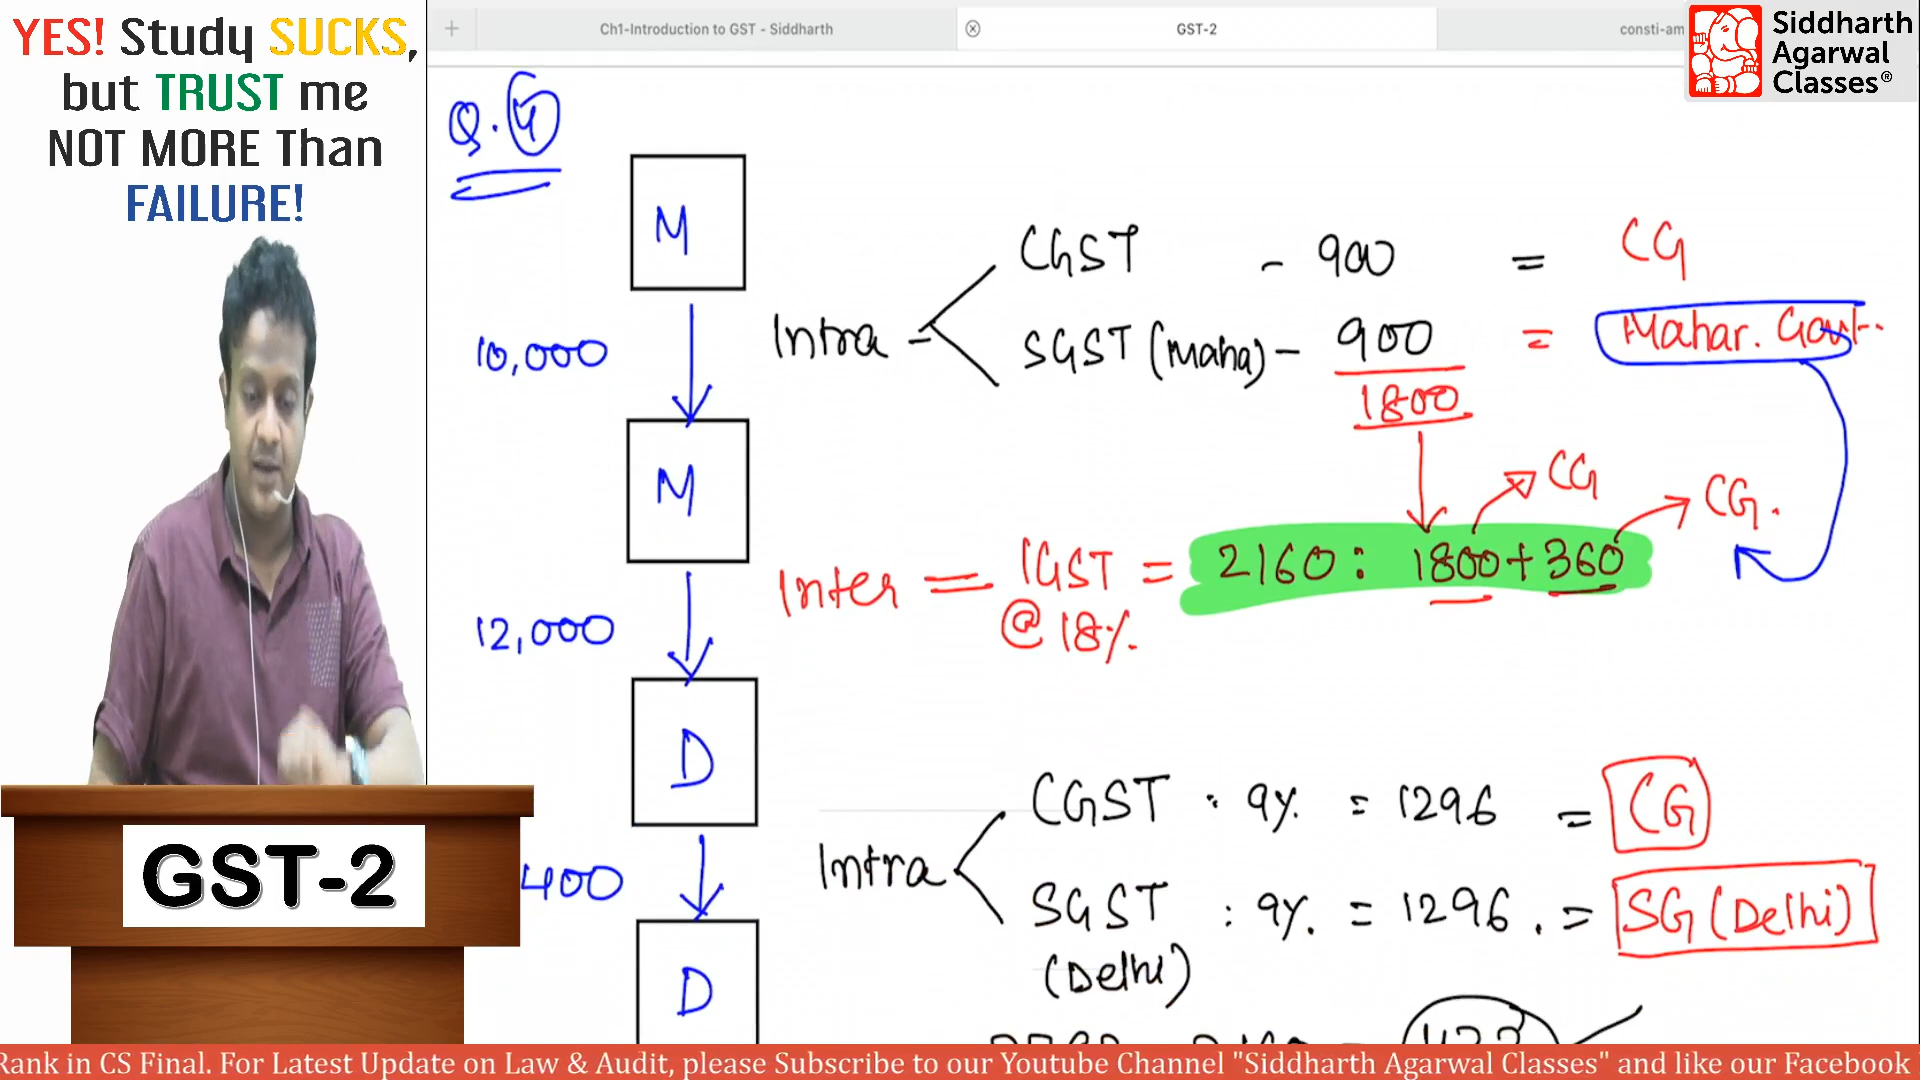 YES! Study SUCKS,
but TRUST me
NOT MORE Than
FAILURE!
Ch1-Introduction to GST - Siddharth
GST-2
consti-am
Siddharth
Agarwal
Classes®
Q. 4
M
10,000
Intra
CGST - 900 = CG
SGST (Maha) - 900 = Mahar. Govt.
1800
M
CG
CG.
Inter = IGST = 2160 : 1800 + 360
@ 18%.
12,000
D
Intra
CGST : 9% = 1296 = CG
SGST : 9% = 1296. = SG (Delhi)
(Delhi)
400
D
GST-2
Rank in CS Final. For Latest Update on Law & Audit, please Subscribe to our Youtube Channel "Siddharth Agarwal Classes" and like our Facebook